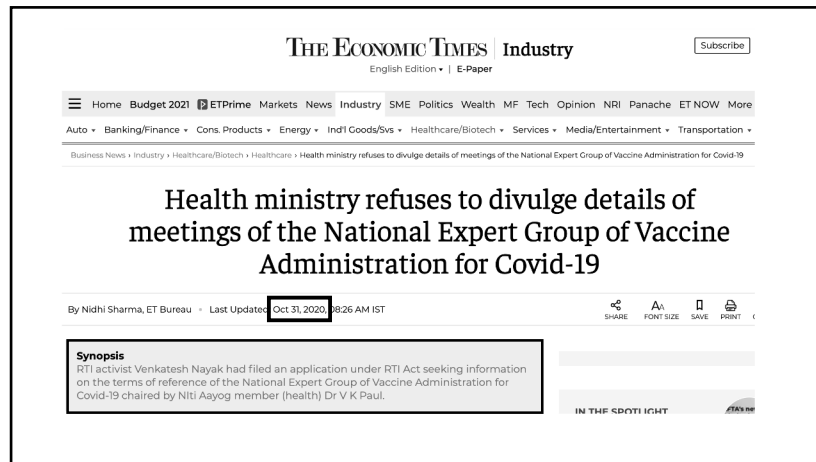 THE ECONOMIC TIMES | Industry
Subscribe
English Edition ▾ | E-Paper
Home Budget 2021 ETPrime Markets News Industry SME Politics Wealth MF Tech Opinion NRI Panache ET NOW More
Auto ▾ Banking/Finance ▾ Cons. Products ▾ Energy ▾ Ind'l Goods/Svs ▾ Healthcare/Biotech ▾ Services ▾ Media/Entertainment ▾ Transportation ▾
Business News › Industry › Healthcare/Biotech › Healthcare › Health ministry refuses to divulge details of meetings of the National Expert Group of Vaccine Administration for Covid-19
Health ministry refuses to divulge details of
meetings of the National Expert Group of Vaccine
Administration for Covid-19
By Nidhi Sharma, ET Bureau • Last Updated Oct 31, 2020, 08:26 AM IST
SHARE FONT SIZE SAVE PRINT
Synopsis
RTI activist Venkatesh Nayak had filed an application under RTI Act seeking information
on the terms of reference of the National Expert Group of Vaccine Administration for
Covid-19 chaired by NIti Aayog member (health) Dr V K Paul.
IN THE SPOTLIGHT
FTA's